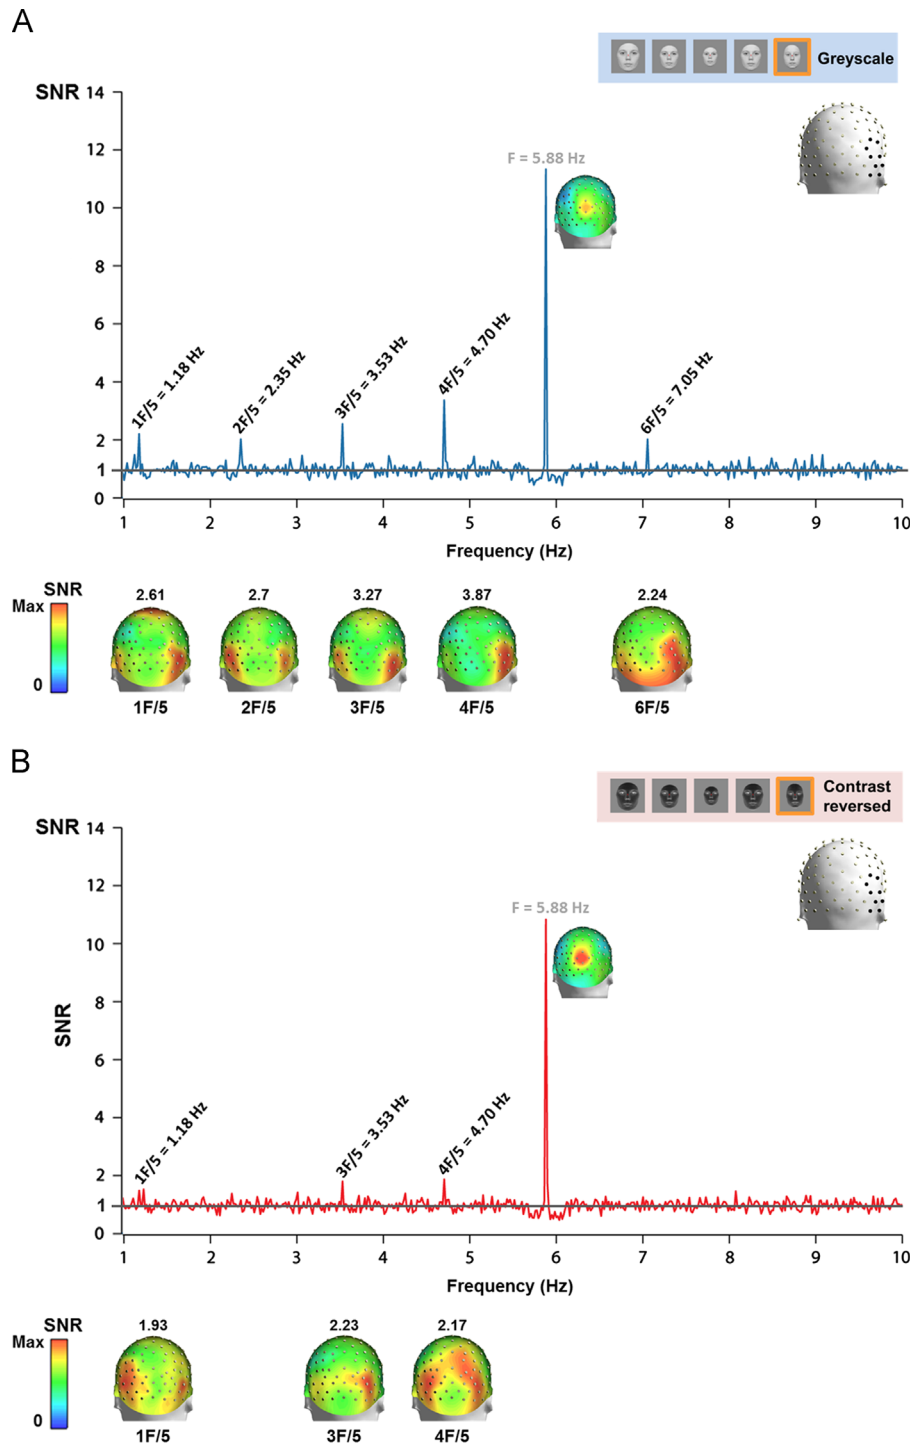 A
Greyscale
SNR
14
12
10
8
6
4
2
1
0
F = 5.88 Hz
1F/5 = 1.18 Hz
2F/5 = 2.35 Hz
3F/5 = 3.53 Hz
4F/5 = 4.70 Hz
6F/5 = 7.05 Hz
1 2 3 4 5 6 7 8 9 10
Frequency (Hz)
SNR
Max
0
2.61 2.7 3.27 3.87 2.24
1F/5 2F/5 3F/5 4F/5 6F/5
B
Contrast
reversed
SNR
14
12
10
8
6
4
2
1
0
SNR
F = 5.88 Hz
1F/5 = 1.18 Hz
3F/5 = 3.53 Hz
4F/5 = 4.70 Hz
1 2 3 4 5 6 7 8 9 10
Frequency (Hz)
SNR
Max
0
1.93 2.23 2.17
1F/5 3F/5 4F/5